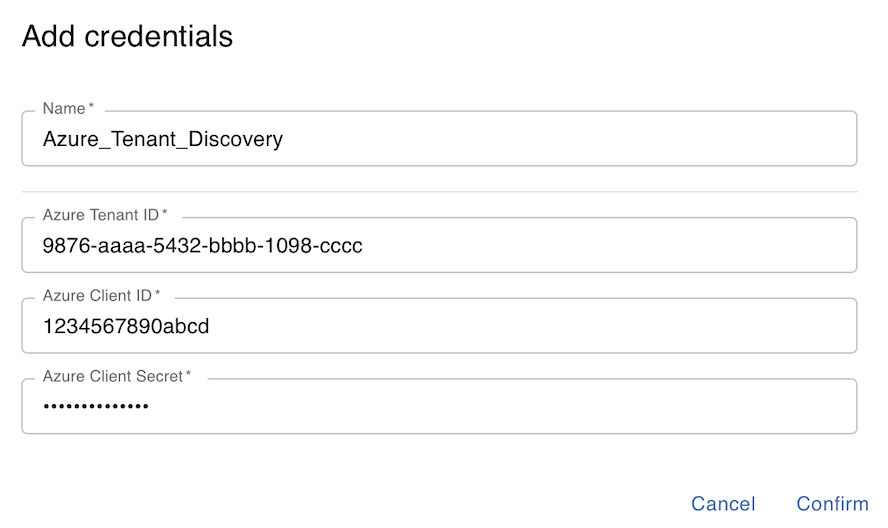 Add credentials
Name *
Azure_Tenant_Discovery
Azure Tenant ID *
9876-aaaa-5432-bbbb-1098-cccc
Azure Client ID *
1234567890abcd
Azure Client Secret *
••••••••••••••
Cancel Confirm